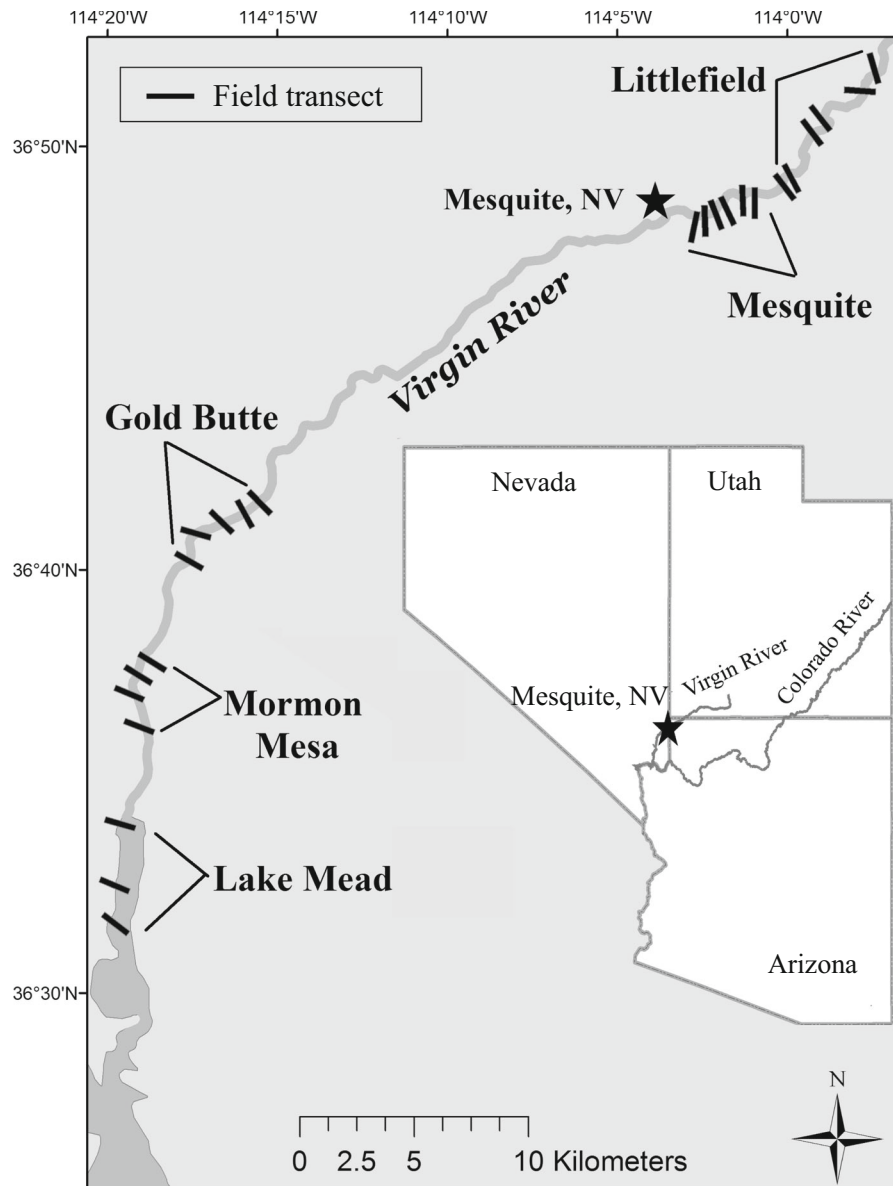 114°20'W 114°15'W 114°10'W 114°5'W 114°0'W
Field transect
Littlefield
36°50'N
Mesquite, NV
Mesquite
Virgin River
Gold Butte
Nevada
Utah
36°40'N
Colorado River
Virgin River
Mesquite, NV
Mormon
Mesa
Lake Mead
Arizona
36°30'N
N
0 2.5 5 10 Kilometers